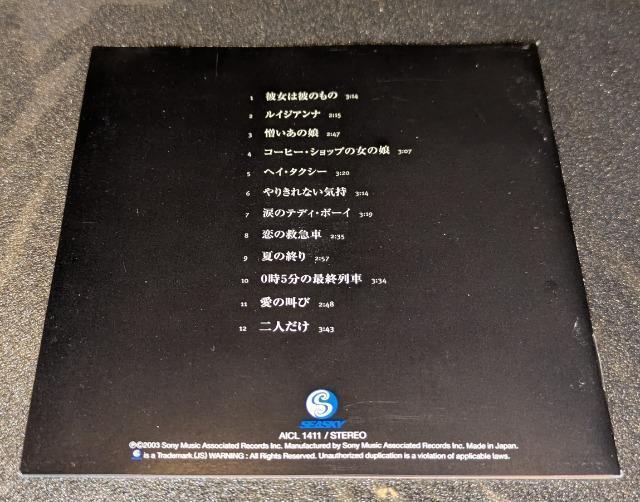 1 彼女は彼のもの 3:14
2 ルイジアンナ 2:15
3 憎いあの娘 2:47
4 コーヒー・ショップの女の娘 3:07
5 ヘイ・タクシー 3:20
6 やりきれない気持 3:14
7 涙のテディ・ボーイ 3:19
8 恋の救急車 2:35
9 夏の終り 2:57
10 0時5分の最終列車 3:34
11 愛の叫び 2:48
12 二人だけ 3:43
SEASKY
AICL 1411 / STEREO
℗©2003 Sony Music Associated Records Inc. Manufactured by Sony Music Associated Records Inc. Made in Japan.
is a Trademark (JS) WARNING : All Rights Reserved. Unauthorized duplication is a violation of applicable laws.